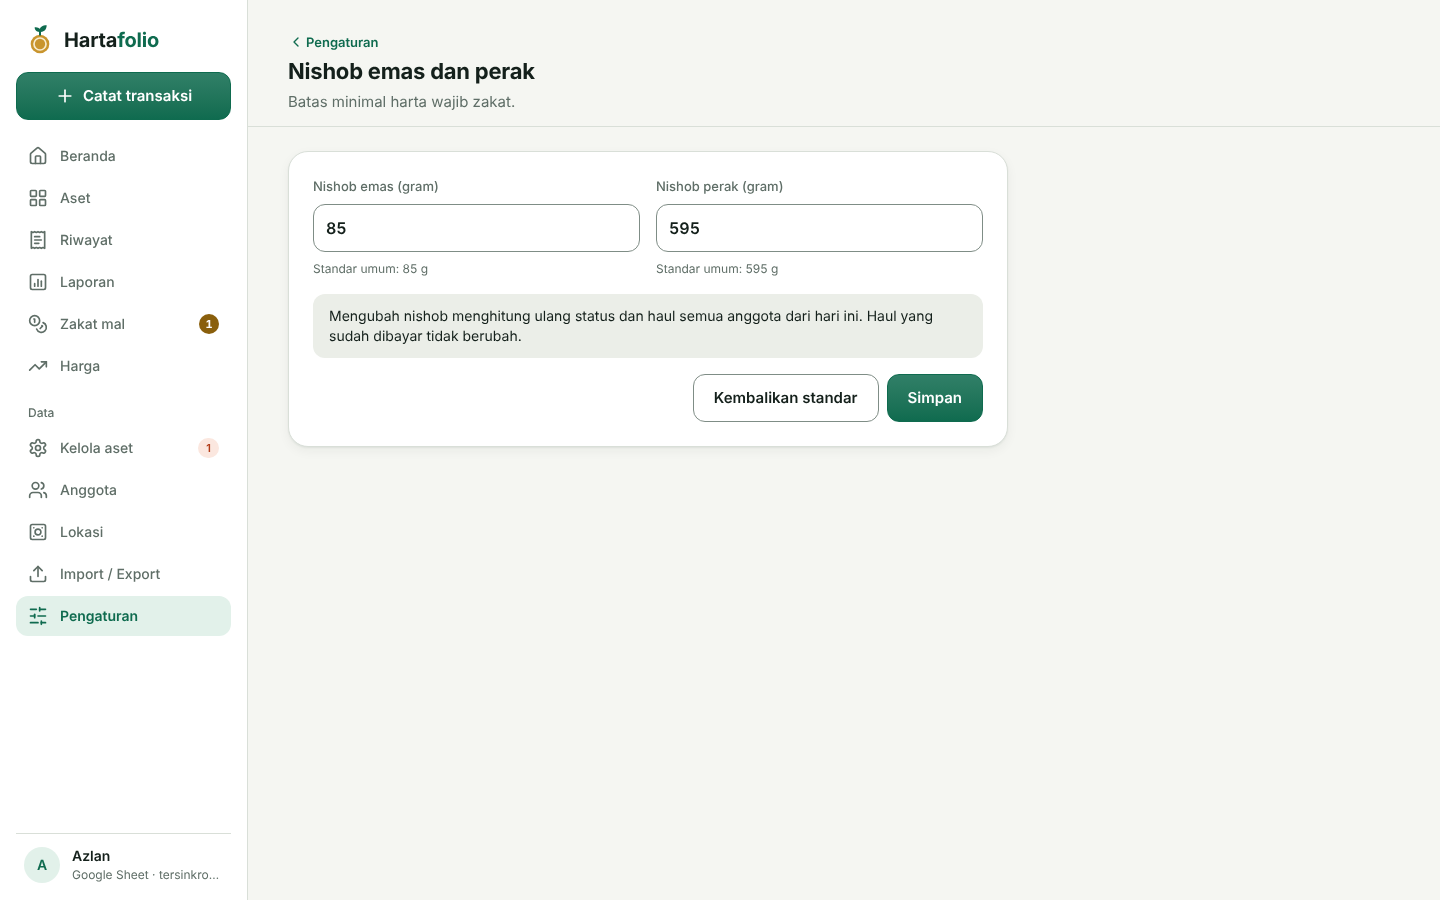 Hartafolio
Catat transaksi
Beranda
Aset
Riwayat
Laporan
Zakat mal 1
Harga
Data
Kelola aset 1
Anggota
Lokasi
Import / Export
Pengaturan
A
Azlan
Google Sheet · tersinkro...
Pengaturan
Nishob emas dan perak
Batas minimal harta wajib zakat.
Nishob emas (gram)
85
Standar umum: 85 g
Nishob perak (gram)
595
Standar umum: 595 g
Mengubah nishob menghitung ulang status dan haul semua anggota dari hari ini. Haul yang
sudah dibayar tidak berubah.
Kembalikan standar
Simpan